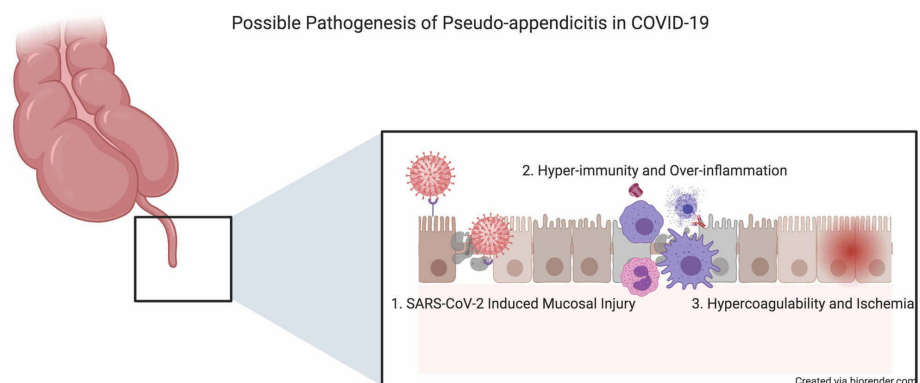 Possible Pathogenesis of Pseudo-appendicitis in COVID-19
2. Hyper-immunity and Over-inflammation
1. SARS-CoV-2 Induced Mucosal Injury
3. Hypercoagulability and Ischemia
Created via biorender.com